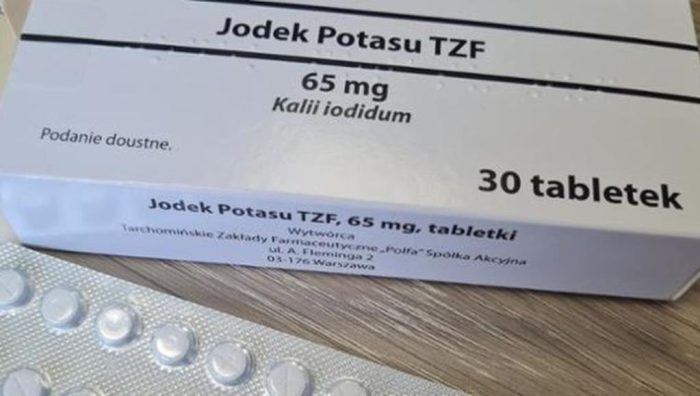 Jodek Potasu TZF
65 mg
Kalii iodidum
Podanie doustne.
30 tabletek
Jodek Potasu TZF, 65 mg, tabletki
Wytwórca
Tarchomińskie Zakłady Farmaceutyczne „Polfa” Spółka Akcyjna
ul. A. Fleminga 2
03-176 Warszawa